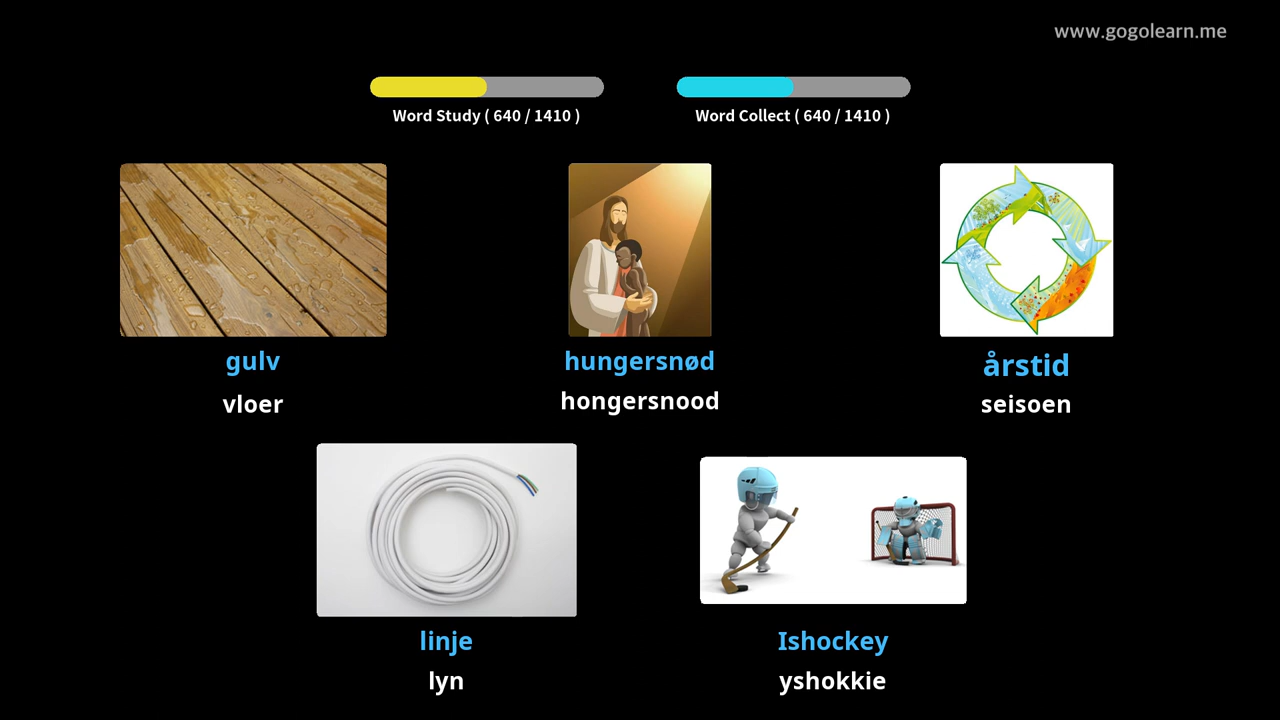 www.gogolearn.me
Word Study ( 640 / 1410 )
Word Collect ( 640 / 1410 )
gulv
vloer
hungersnød
hongersnood
årstid
seisoen
linje
lyn
Ishockey
yshokkie